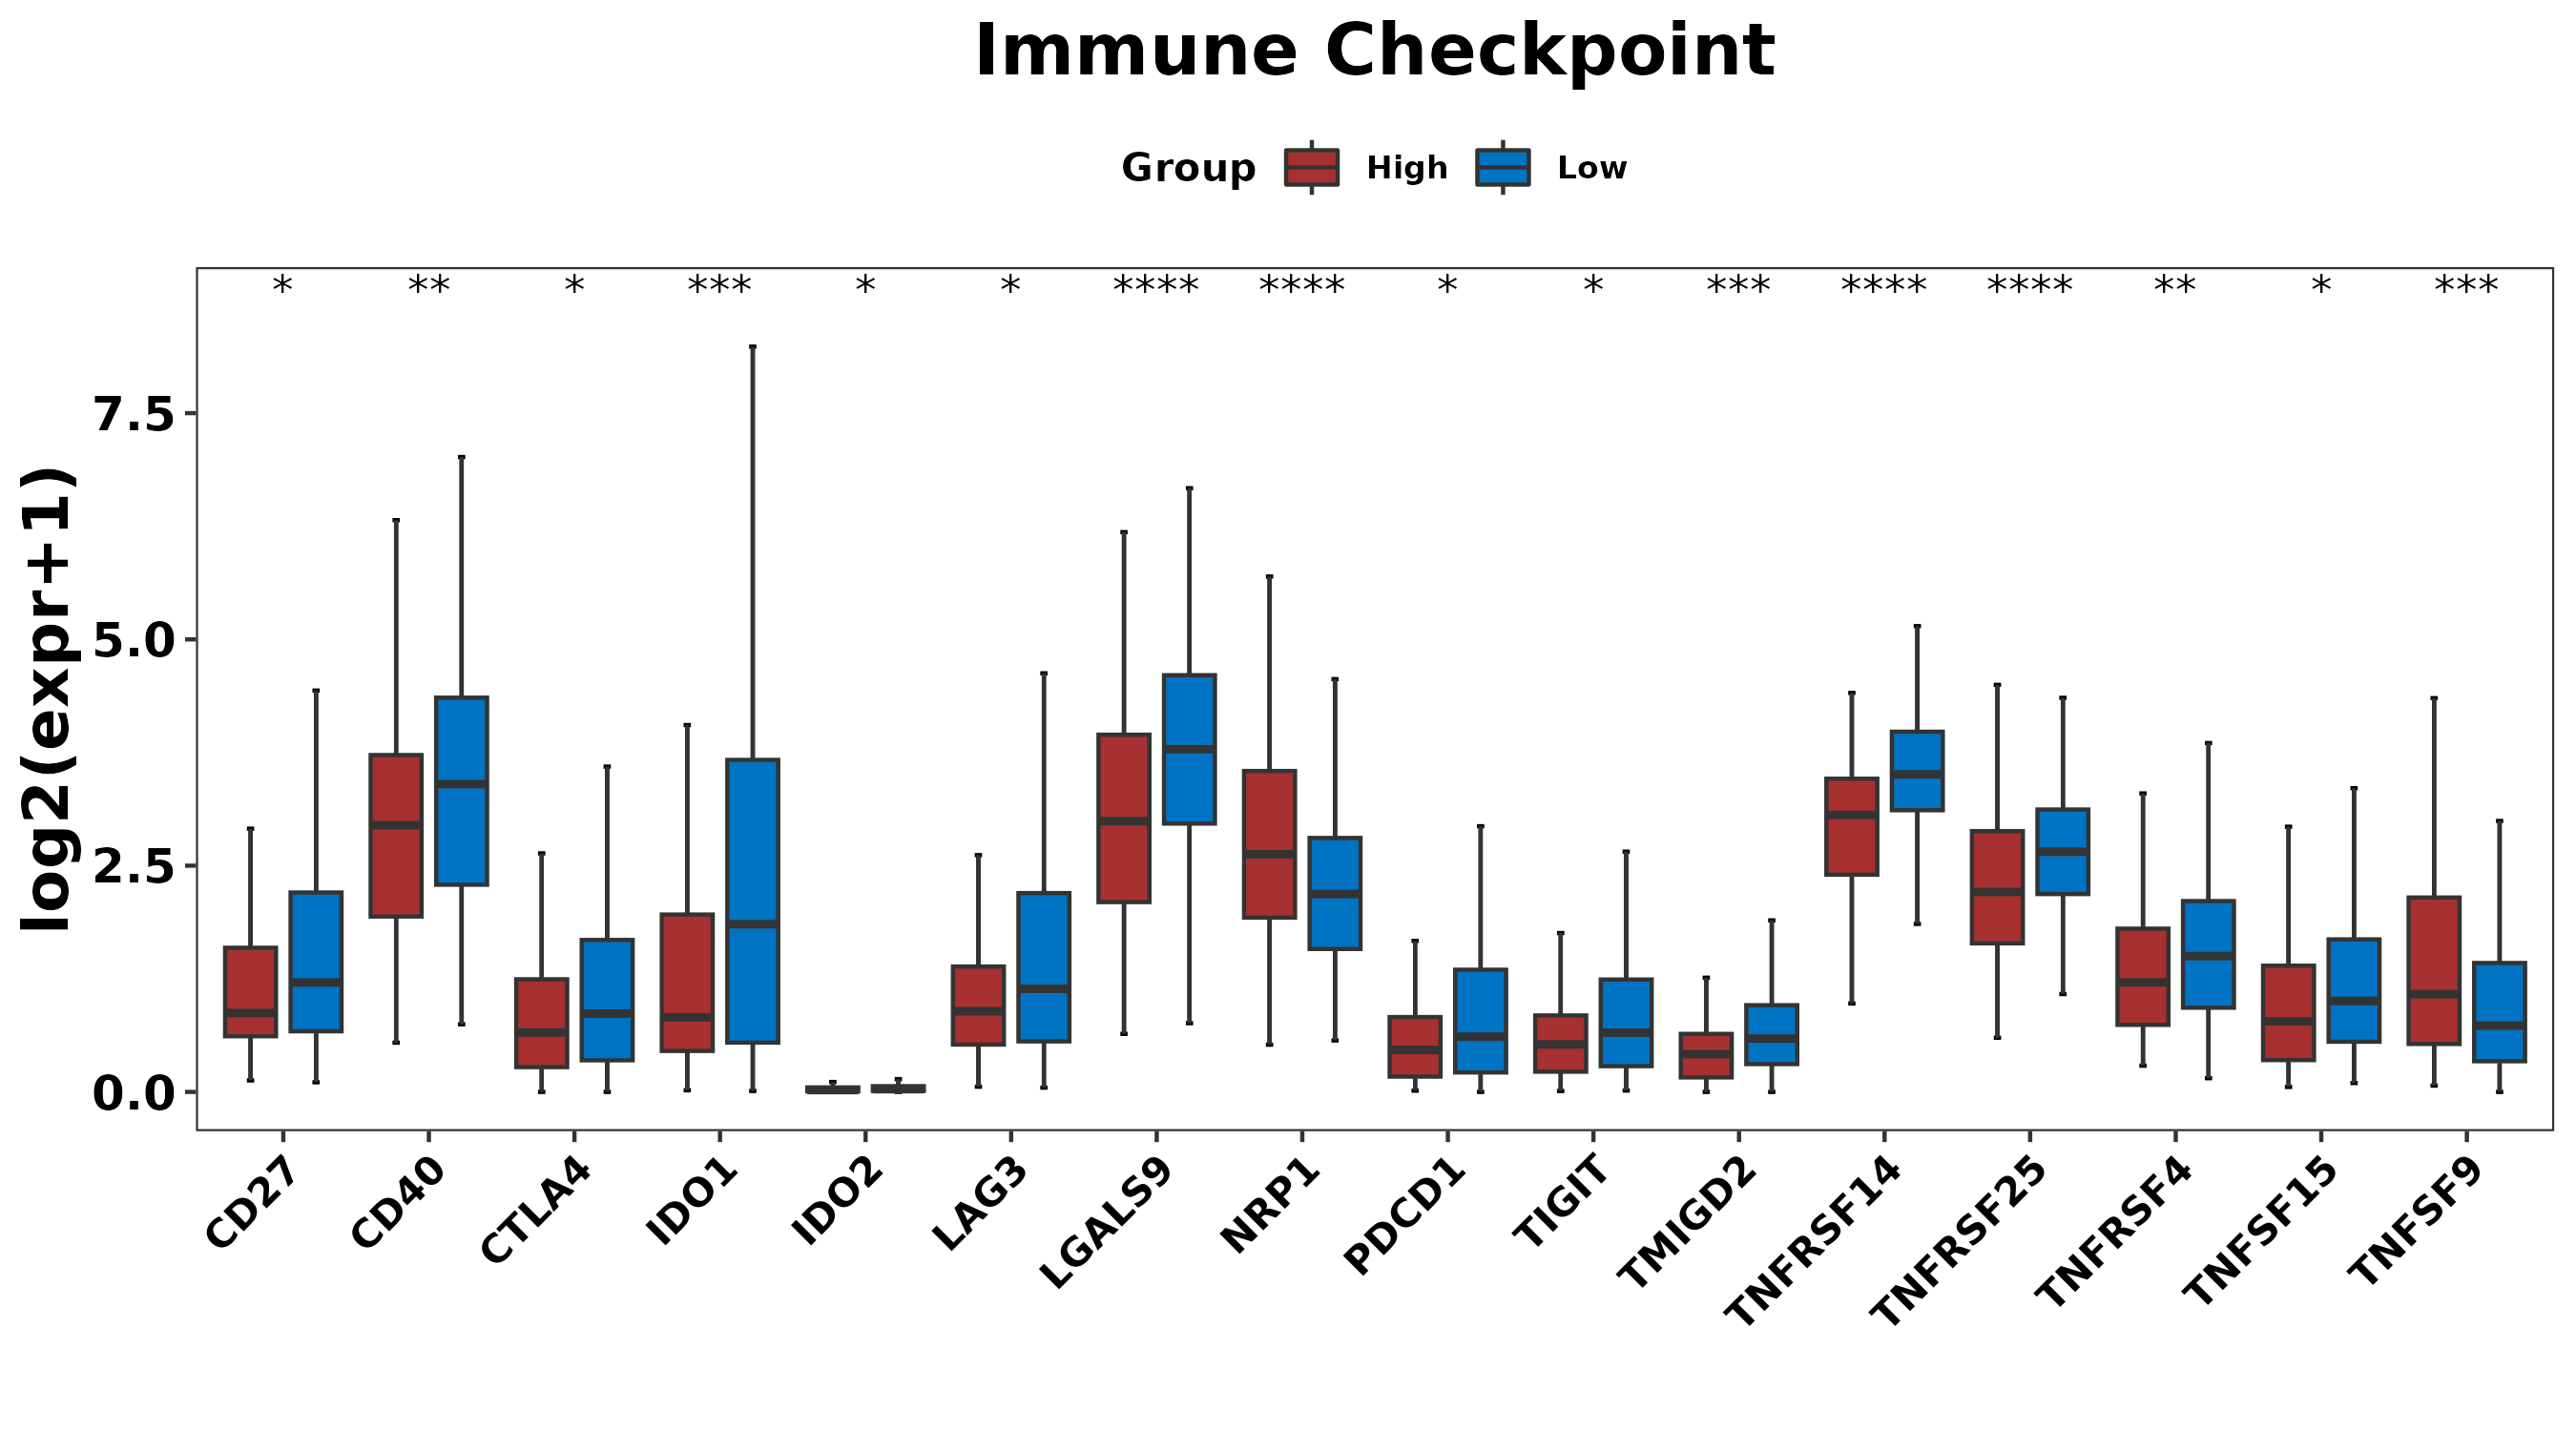 Immune Checkpoint
Group High Low
* ** * *** * * **** **** * * *** **** **** ** * ***
log2(expr+1)
7.5
5.0
2.5
0.0
CD27 CD40 CTLA4 IDO1 IDO2 LAG3 LGALS9 NRP1 PDCD1 TIGIT TMIGD2 TNFRSF14 TNFRSF25 TNFRSF4 TNFSF15 TNFSF9